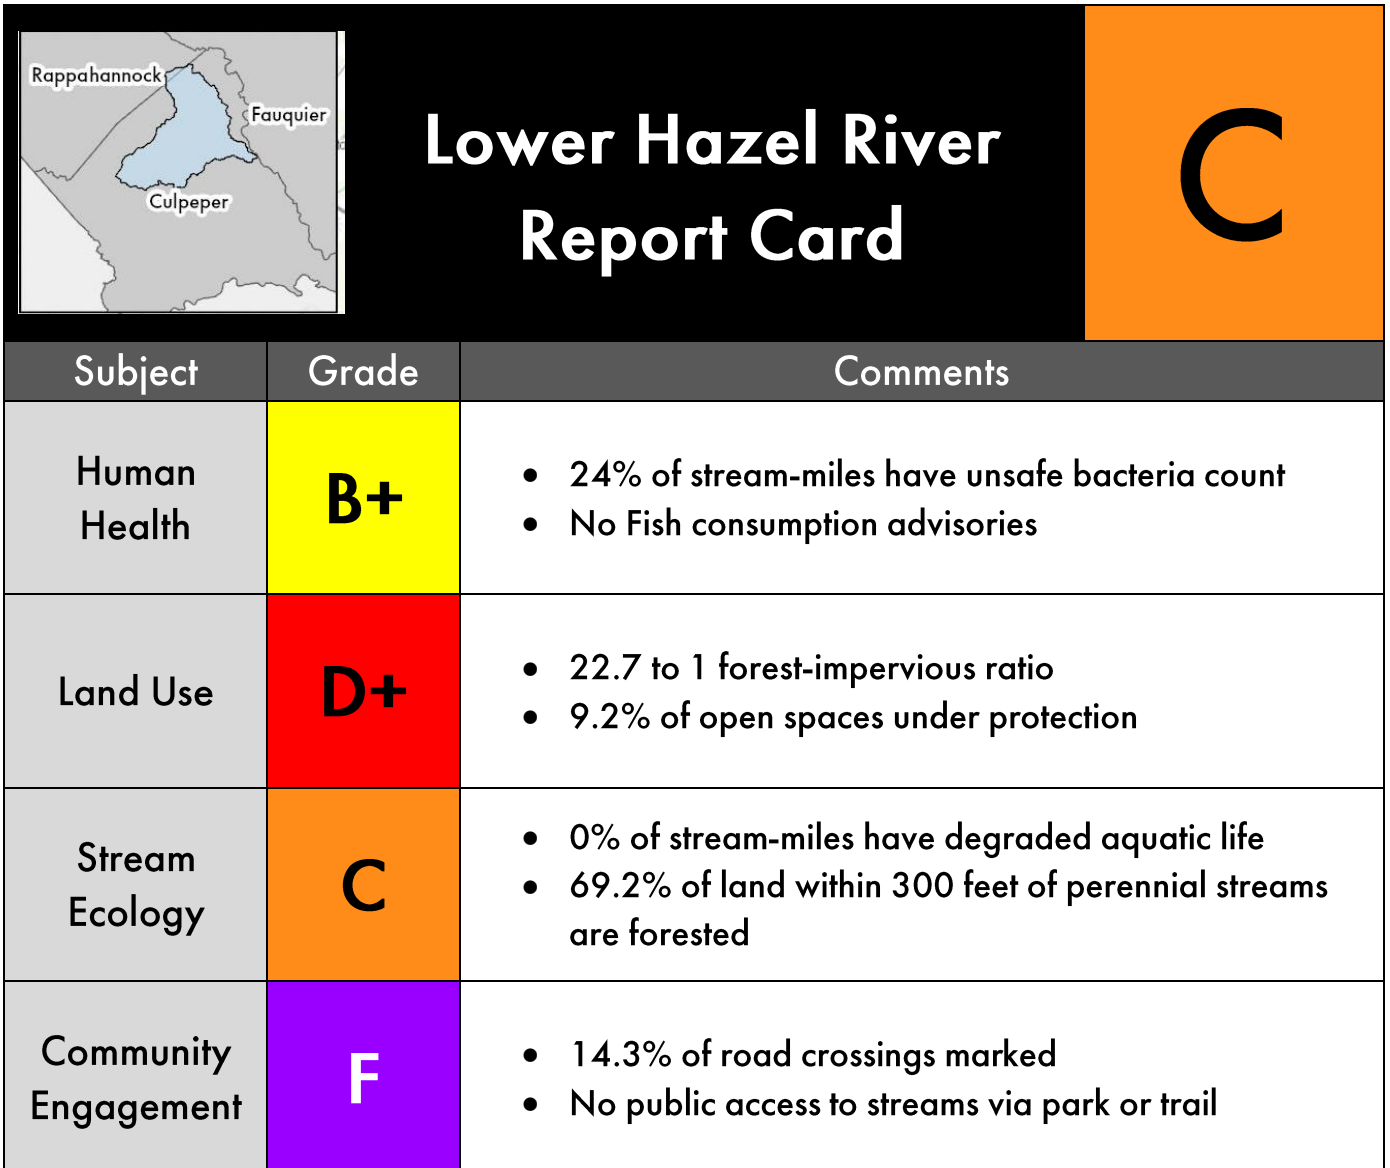 Rappahannock
Fauquier
Culpeper
Lower Hazel River
Report Card
C
Subject
Grade
Comments
Human
Health
B+
• 24% of stream-miles have unsafe bacteria count
• No Fish consumption advisories
Land Use
D+
• 22.7 to 1 forest-impervious ratio
• 9.2% of open spaces under protection
Stream
Ecology
C
• 0% of stream-miles have degraded aquatic life
• 69.2% of land within 300 feet of perennial streams
are forested
Community
Engagement
F
• 14.3% of road crossings marked
• No public access to streams via park or trail